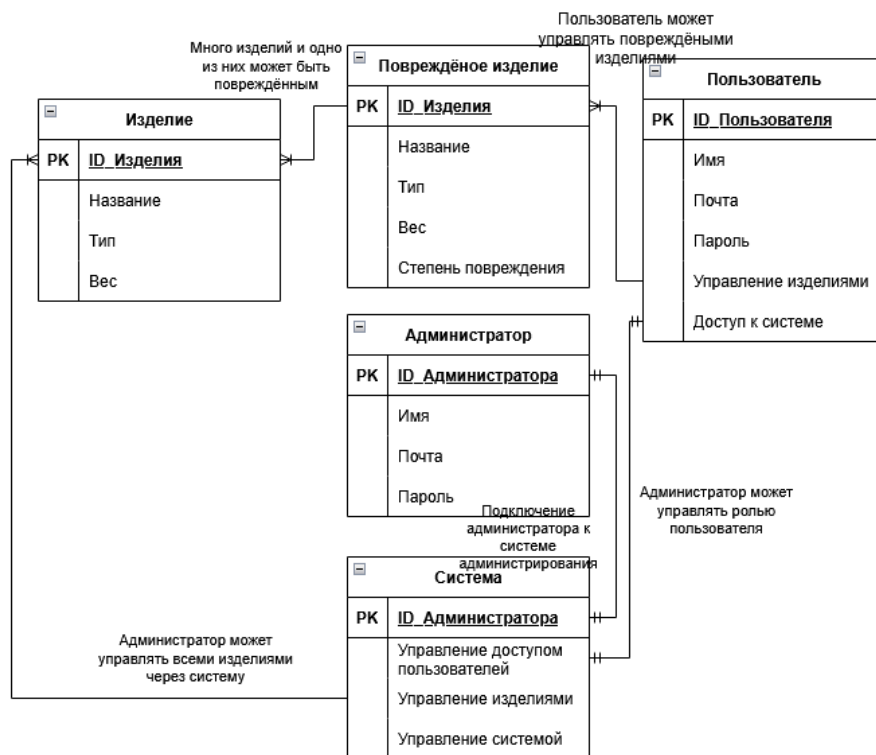 Пользователь может
управлять повреждёными
изделиями
Много изделий и одно
из них может быть
повреждённым
Повреждёное изделие
PK ID_Изделия
Название
Тип
Вес
Степень повреждения
Пользователь
PK ID_Пользователя
Имя
Почта
Пароль
Управление изделиями
Доступ к системе
Изделие
PK ID_Изделия
Название
Тип
Вес
Администратор
PK ID_Администратора
Имя
Почта
Пароль
Подключение
администратора к
системе
администрирования
Администратор может
управлять ролью
пользователя
Система
PK ID_Администратора
Управление доступом
пользователей
Управление изделиями
Управление системой
Администратор может
управлять всеми изделиями
через систему